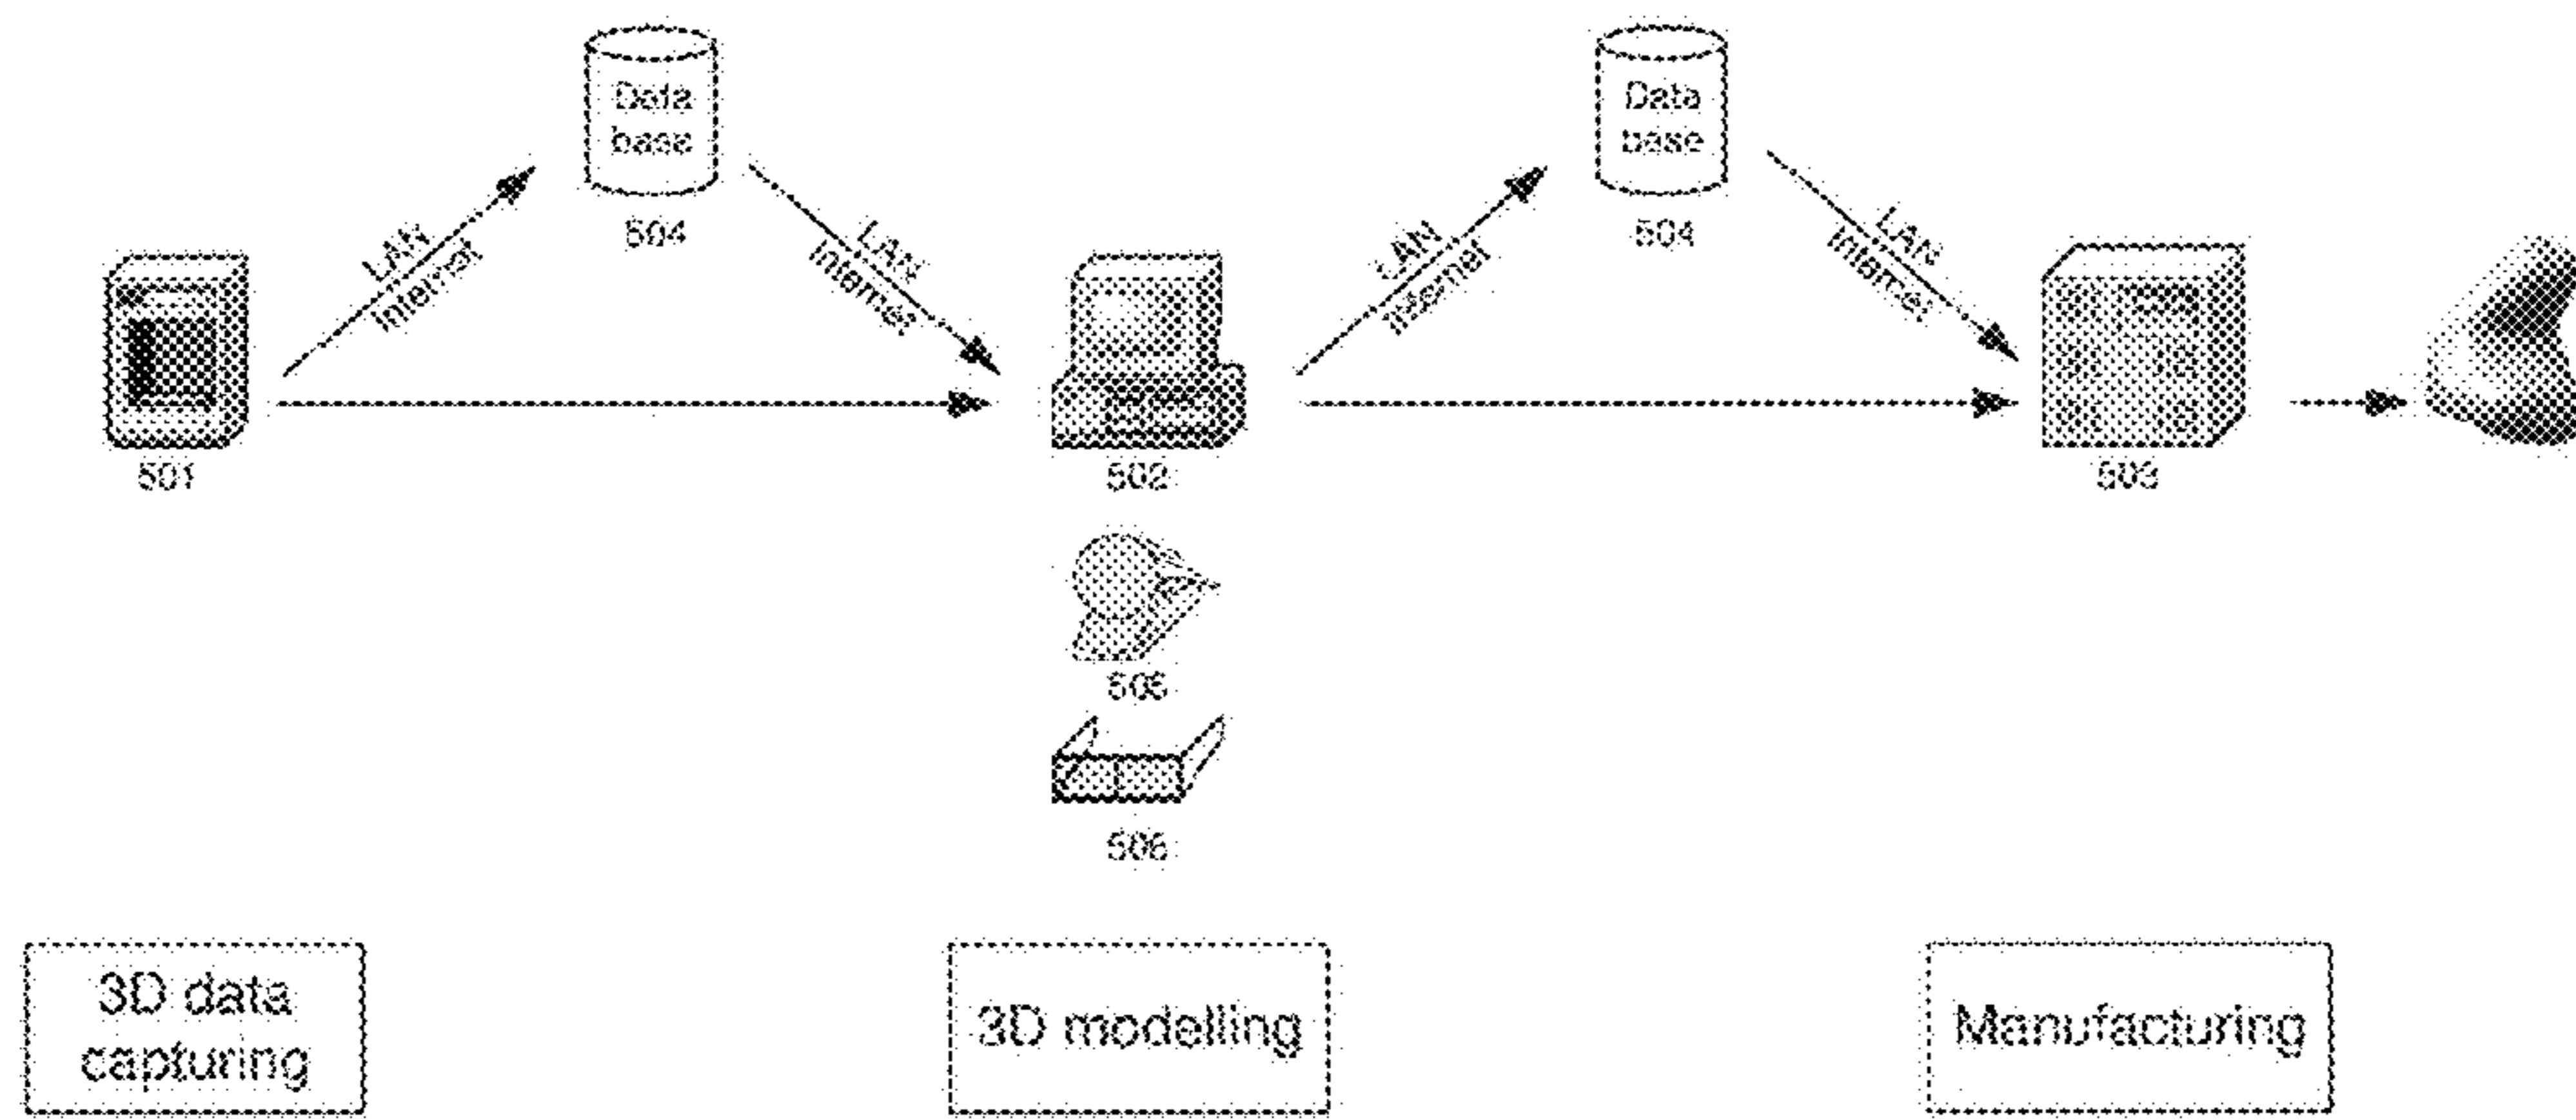 Data
base
504
Data
base
504
LAN
Internet
LAN
Internet
LAN
Internet
LAN
Internet
501
502
503
505
506
3D data
capturing
3D modelling
Manufacturing